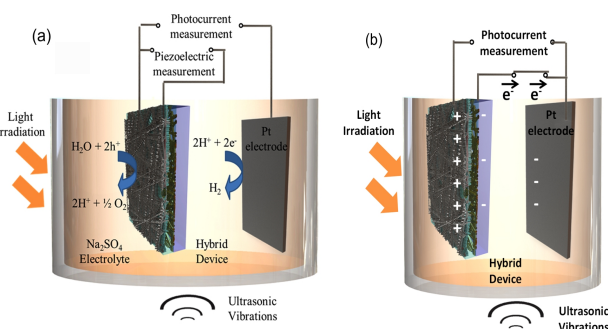 (a)
Photocurrent
measurement
Piezoelectric
measurement
Light
Irradiation
H₂O + 2h⁺
2H⁺ + ½ O₂
2H⁺ + 2e⁻
H₂
Pt
electrode
Na₂SO₄
Electrolyte
Hybrid
Device
Ultrasonic
Vibrations
(b)
Photocurrent
measurement
e⁻ e⁻
Light
Irradiation
Pt
electrode
+ -
+ - -
+ - -
+ - -
+
Hybrid
Device
Ultrasonic
Vibrations